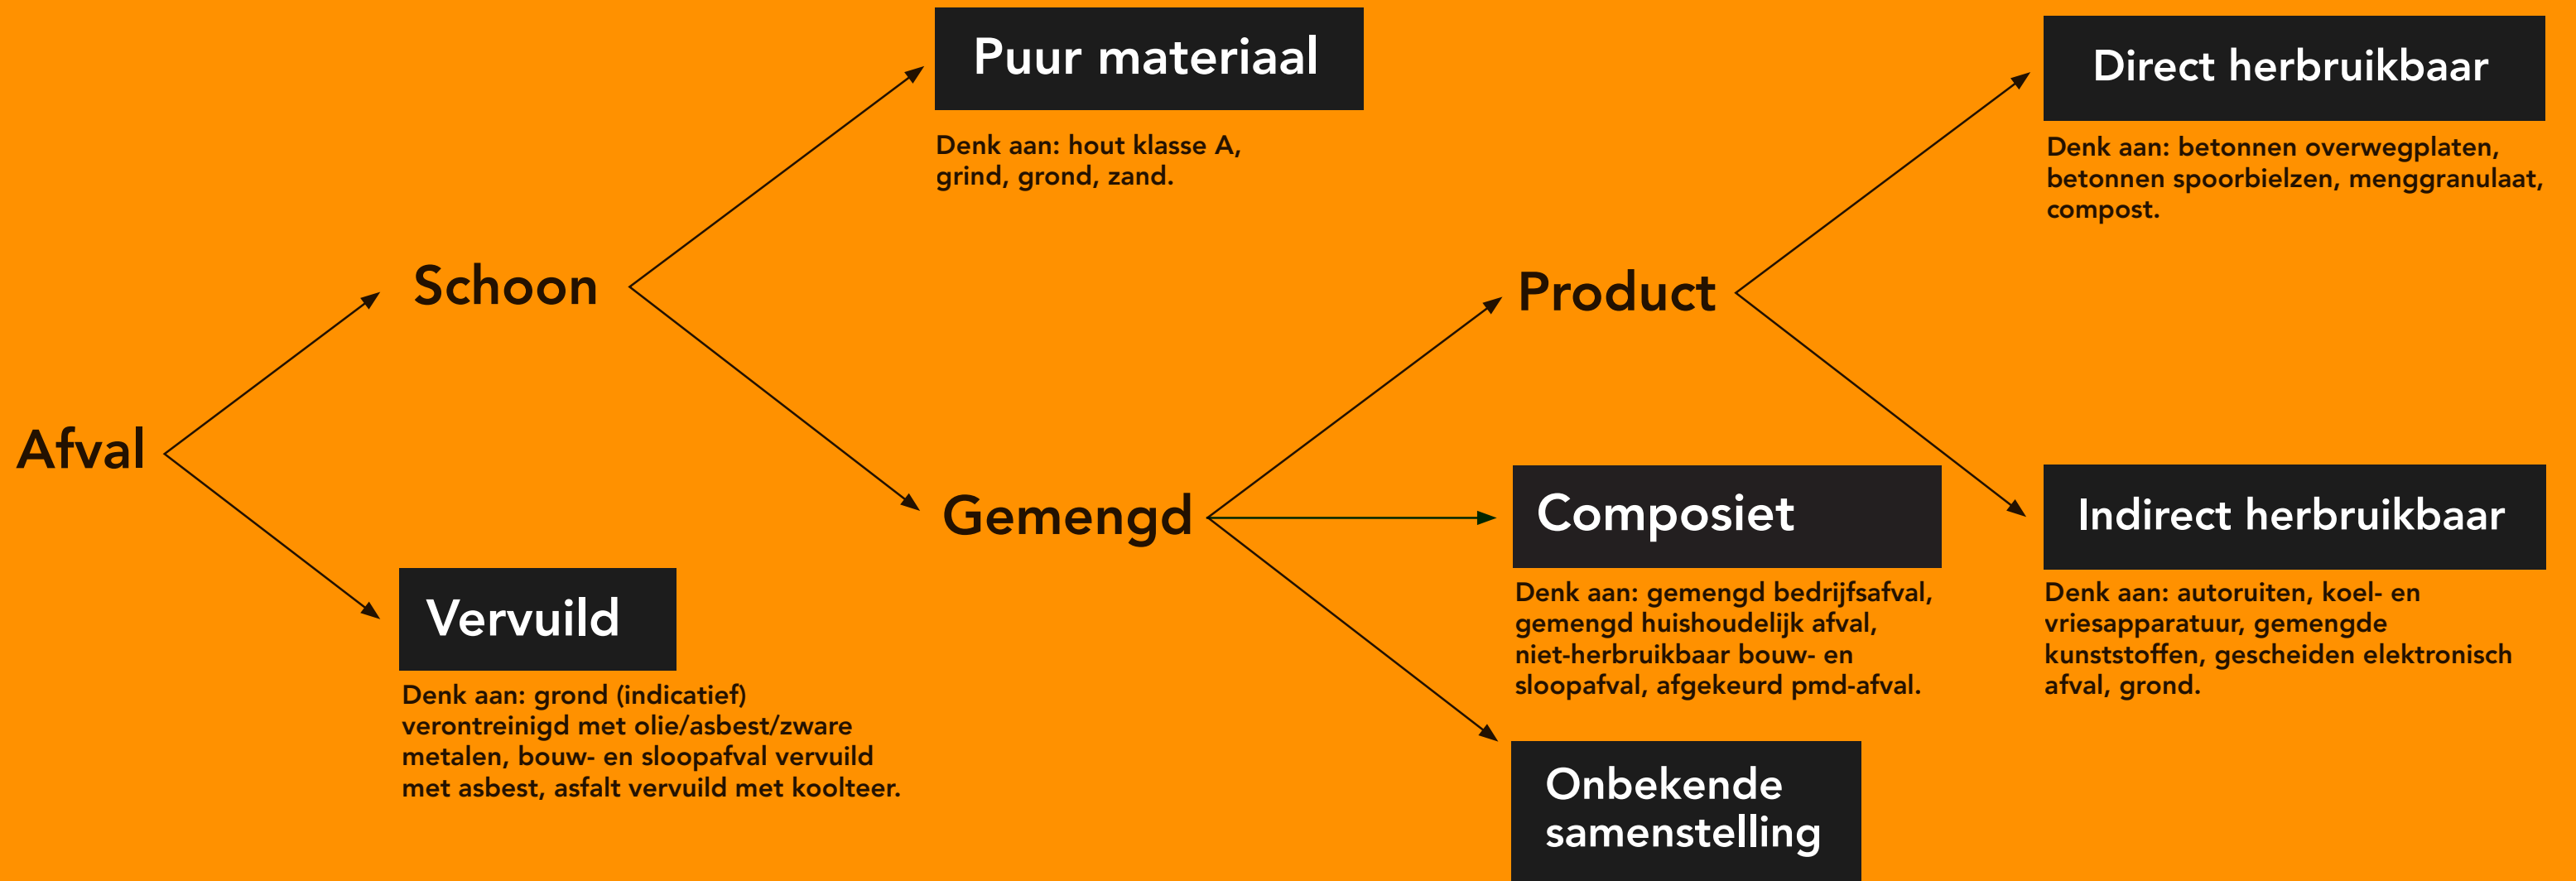 Afval
Schoon
Vervuild
Denk aan: grond (indicatief)
verontreinigd met olie/asbest/zware
metalen, bouw- en sloopafval vervuild
met asbest, asfalt vervuild met koolteer.
Puur materiaal
Denk aan: hout klasse A,
grind, grond, zand.
Gemengd
Product
Composiet
Denk aan: gemengd bedrijfsafval,
gemengd huishoudelijk afval,
niet-herbruikbaar bouw- en
sloopafval, afgekeurd pmd-afval.
Onbekende
samenstelling
Direct herbruikbaar
Denk aan: betonnen overwegplaten,
betonnen spoorbielzen, menggranulaat,
compost.
Indirect herbruikbaar
Denk aan: autoruiten, koel- en
vriesapparatuur, gemengde
kunststoffen, gescheiden elektronisch
afval, grond.